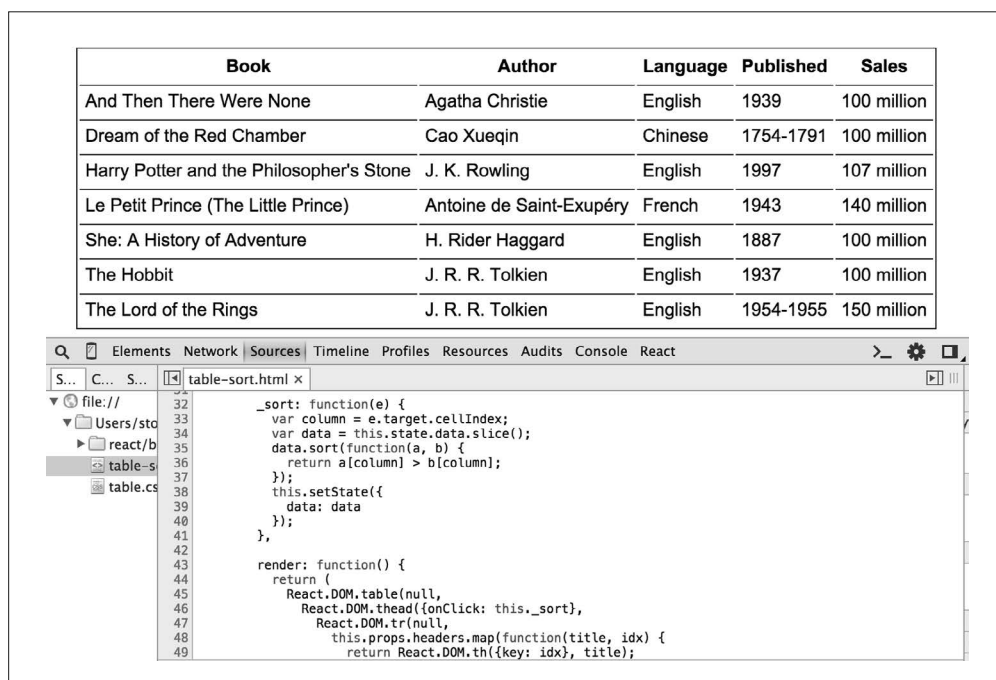 Book Author Language Published Sales
And Then There Were None Agatha Christie English 1939 100 million
Dream of the Red Chamber Cao Xueqin Chinese 1754-1791 100 million
Harry Potter and the Philosopher's Stone J. K. Rowling English 1997 107 million
Le Petit Prince (The Little Prince) Antoine de Saint-Exupéry French 1943 140 million
She: A History of Adventure H. Rider Haggard English 1887 100 million
The Hobbit J. R. R. Tolkien English 1937 100 million
The Lord of the Rings J. R. R. Tolkien English 1954-1955 150 million
Elements Network Sources Timeline Profiles Resources Audits Console React
S... C... S... table-sort.html ×
file://
Users/sto
react/b
table-s
table.cs
31
32 _sort: function(e) {
33 var column = e.target.cellIndex;
34 var data = this.state.data.slice();
35 data.sort(function(a, b) {
36 return a[column] > b[column];
37 });
38 this.setState({
39 data: data
40 });
41 },
42
43 render: function() {
44 return (
45 React.DOM.table(null,
46 React.DOM.thead({onClick: this._sort},
47 React.DOM.tr(null,
48 this.props.headers.map(function(title, idx) {
49 return React.DOM.th({key: idx}, title);